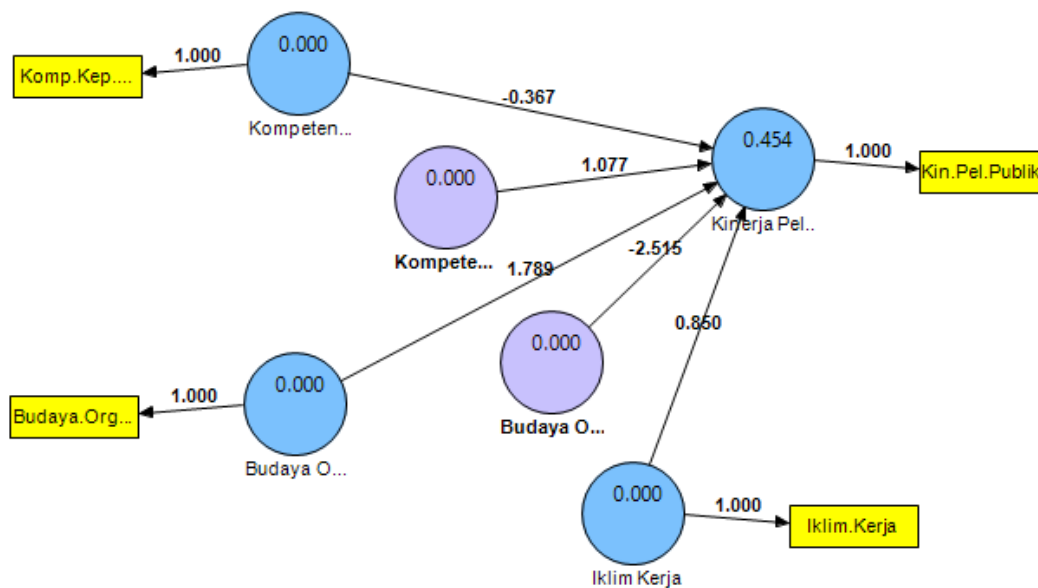 0.000
1.000
Komp.Kep....
Kompeten...
-0.367
0.454
1.000
Kin.Pel.Publik
Kinerja Pel..
0.000
1.077
Kompete...
1.789
-2.515
0.850
0.000
Budaya O...
0.000
1.000
Budaya.Org...
Budaya O...
0.000
1.000
Iklim.Kerja
Iklim Kerja